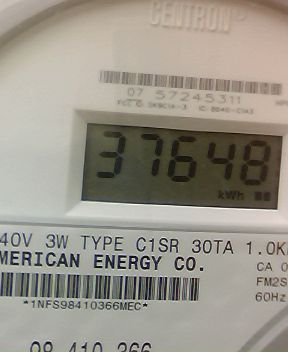 CENTRON
07 57245311
37648
kWh
40V 3W TYPE C1SR 30TA 1.0K
MERICAN ENERGY CO.
CA 0
FM2S
60Hz
*1NFS98410366MEC*
98 410 366